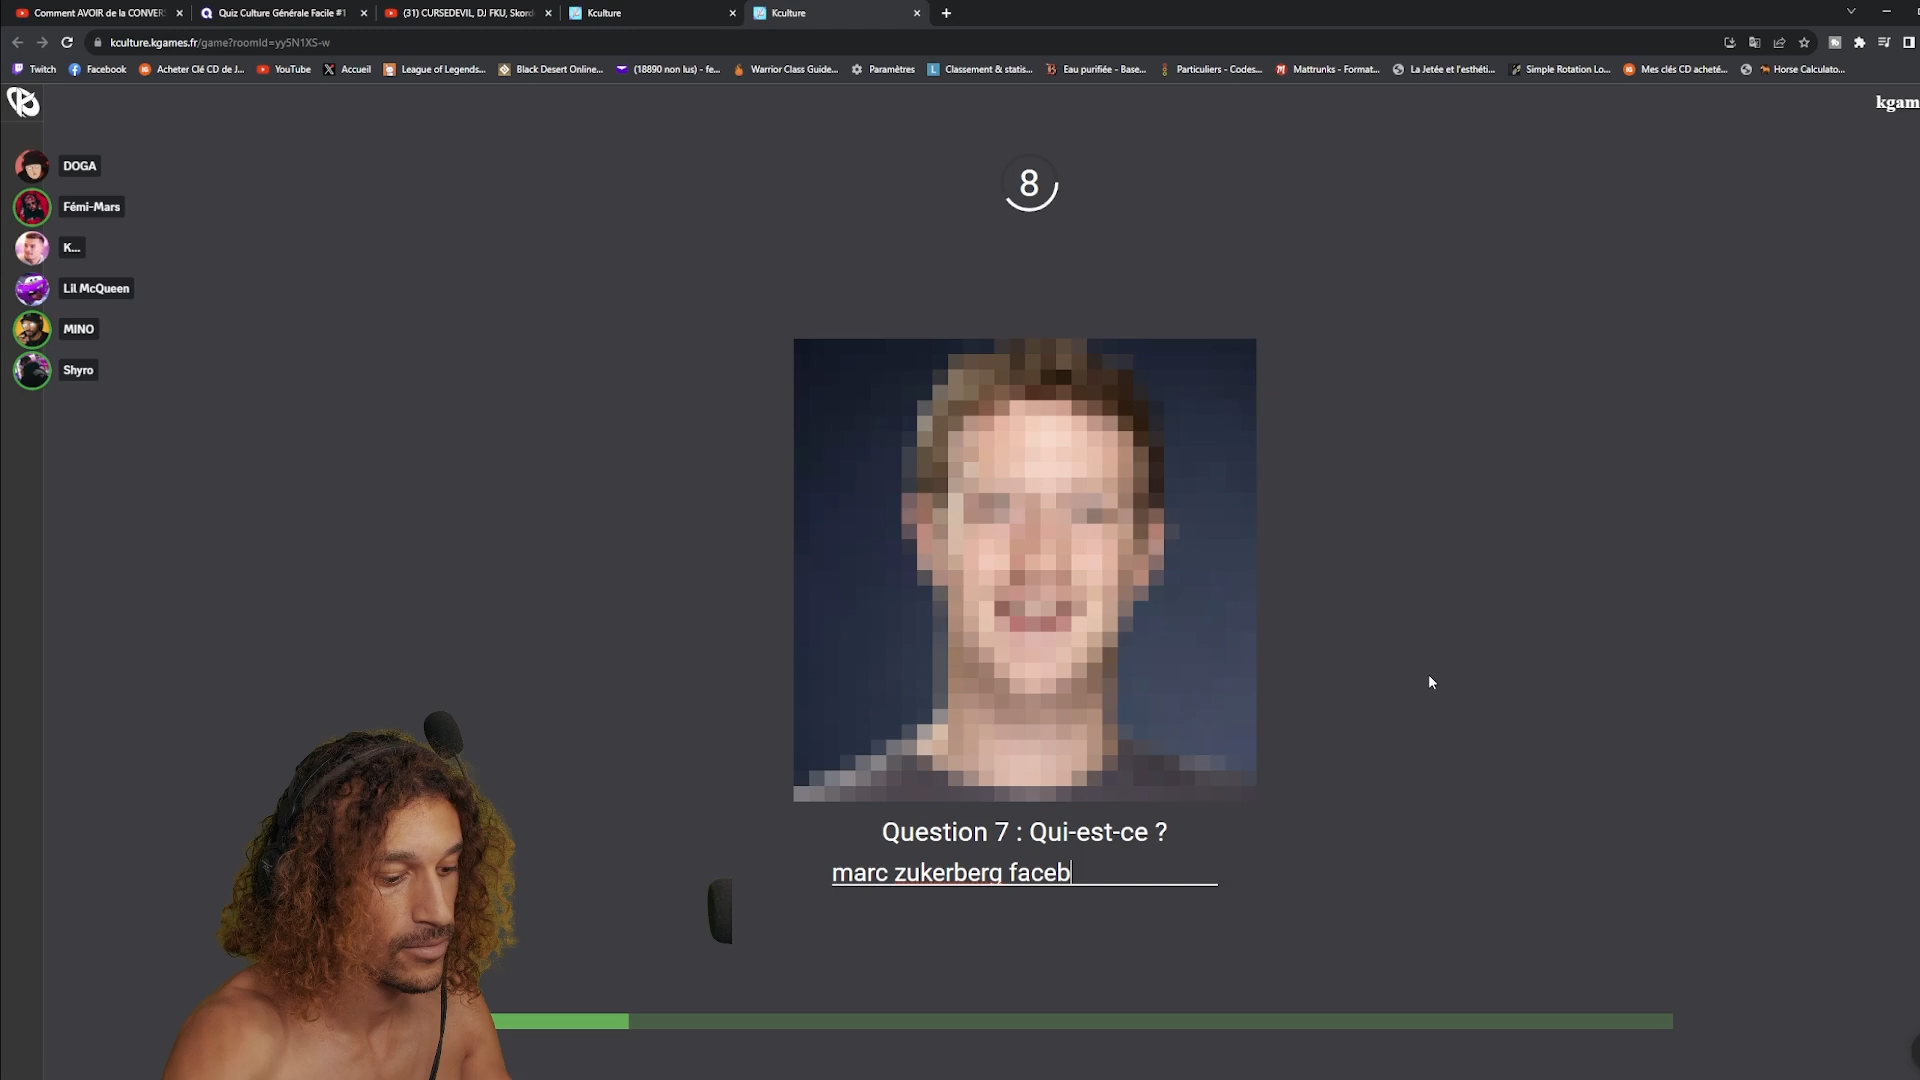 Comment AVOIR de la CONVER
Quiz Culture Générale Facile #1
(31) CURSEDEVIL, DJ FKU, Skord
Kculture
Kculture
kculture.kgames.fr/game?roomId=yy5N1XS-w
Twitch
Facebook
Acheter Clé CD de J...
YouTube
Accueil
League of Legends...
Black Desert Online...
(18890 non lus) - fe...
Warrior Class Guide...
Paramètres
Classement & statis...
Eau purifiée - Base...
Particuliers - Codes...
Mattrunks - Format...
La Jetée et l'esthéti...
Simple Rotation Lo...
Mes clés CD acheté...
Horse Calculato...
kgam
DOGA
Fémi-Mars
K...
Lil McQueen
MINO
Shyro
8
Question 7 : Qui-est-ce ?
marc zukerberg faceb